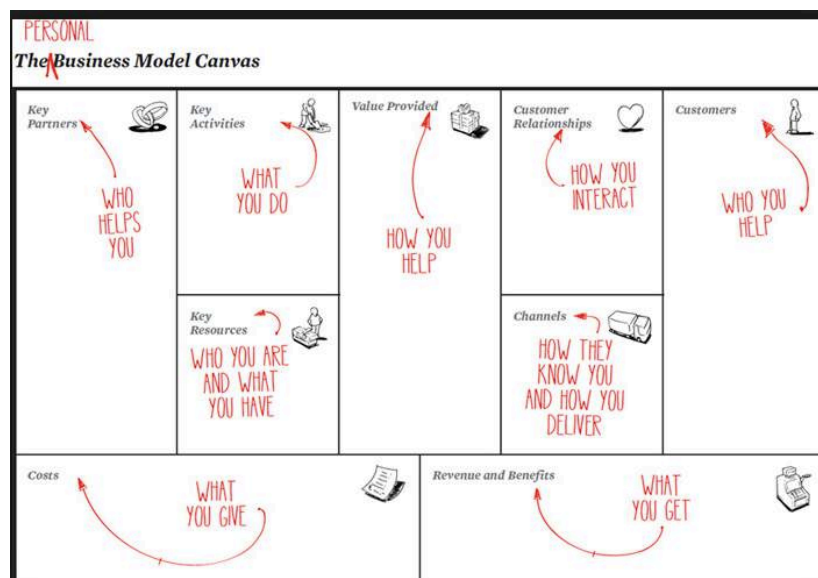 PERSONAL
The Business Model Canvas
Key
Partners
WHO
HELPS
YOU
Key
Activities
WHAT
YOU DO
Key
Resources
WHO YOU ARE
AND WHAT
YOU HAVE
Value Provided
HOW YOU
HELP
Customer
Relationships
HOW YOU
INTERACT
Channels
HOW THEY
KNOW YOU
AND HOW YOU
DELIVER
Customers
WHO YOU
HELP
Costs
WHAT
YOU GIVE
Revenue and Benefits
WHAT
YOU GET